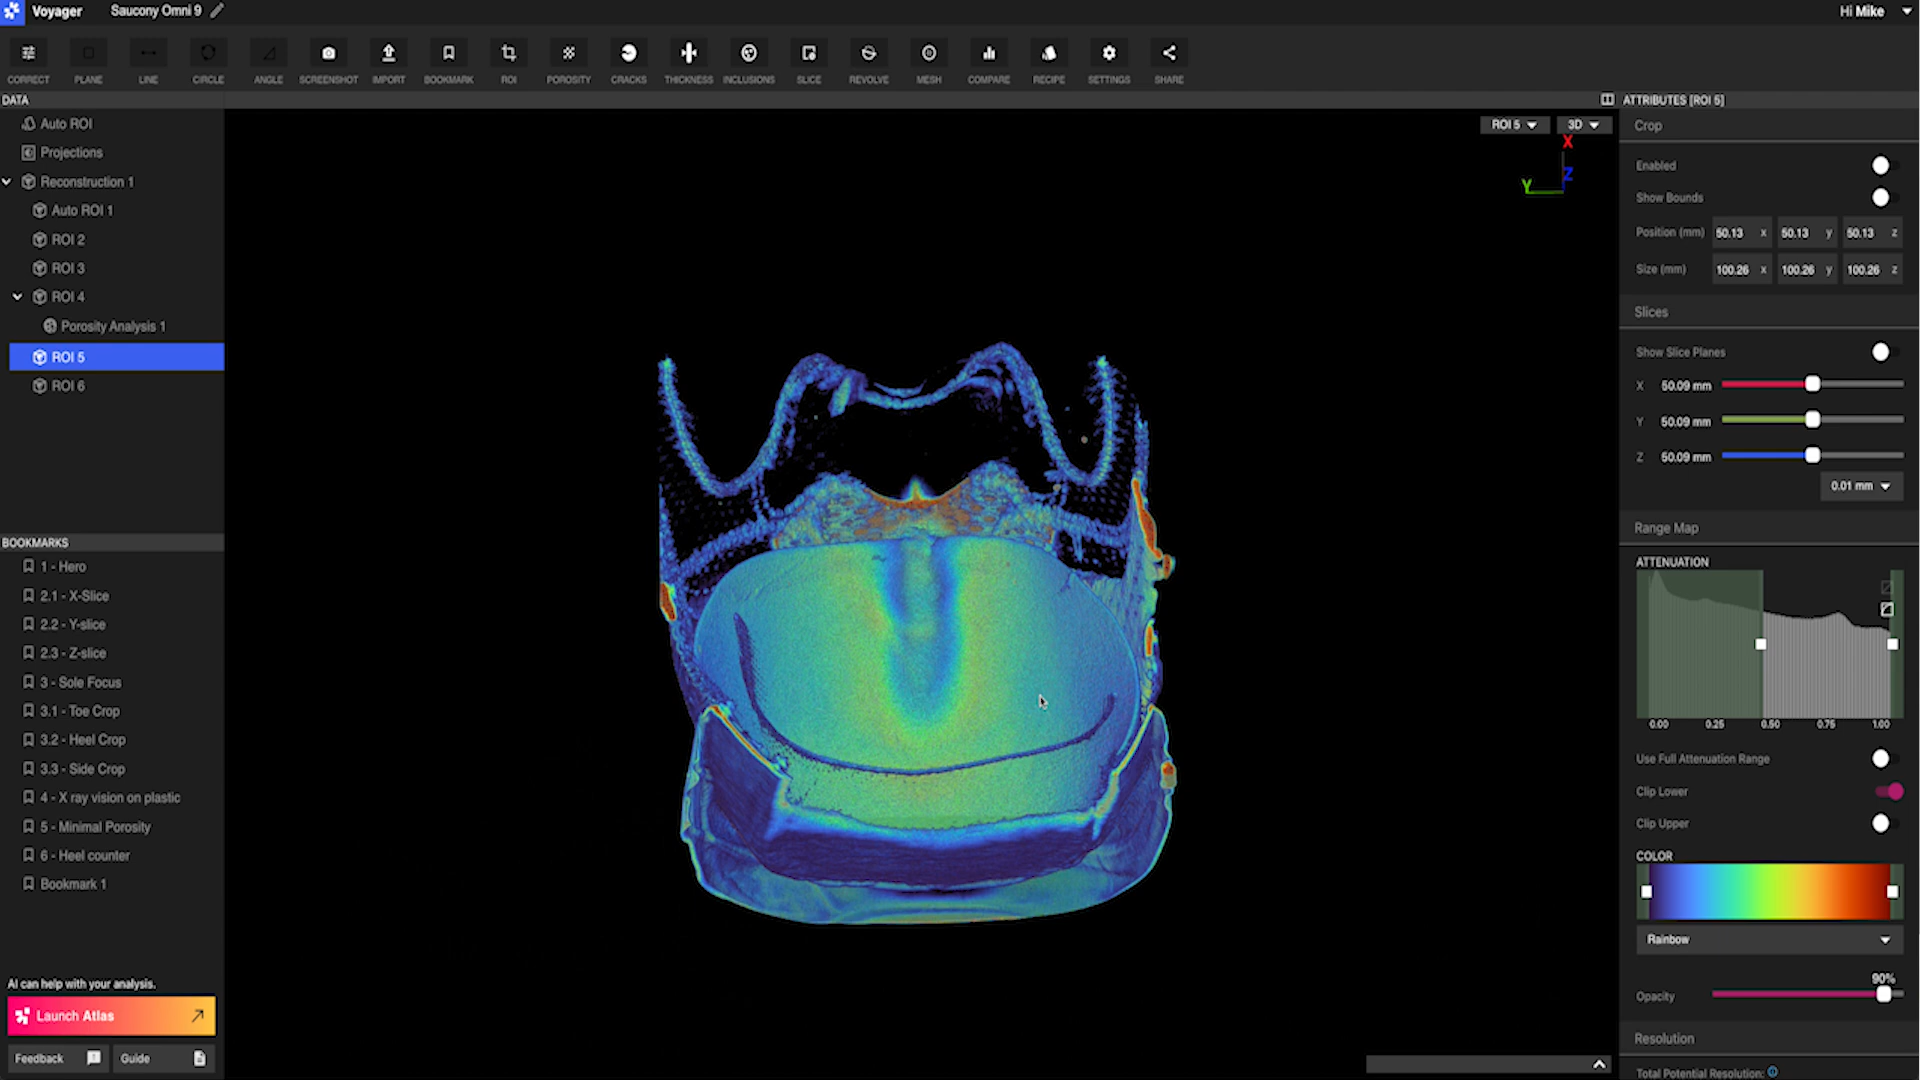 Voyager
Saucony Omni 9
Hi Mike
CORRECT
PLANE
LINE
CIRCLE
ANGLE
SCREENSHOT
IMPORT
BOOKMARK
ROI
POROSITY
CRACKS
THICKNESS
INCLUSIONS
SLICE
REVOLVE
MESH
COMPARE
RECIPE
SETTINGS
SHARE
DATA
Auto ROI
Projections
Reconstruction 1
Auto ROI 1
ROI 2
ROI 3
ROI 4
Porosity Analysis 1
ROI 5
ROI 6
BOOKMARKS
1 - Hero
2.1 - X-Slice
2.2 - Y-slice
2.3 - Z-slice
3 - Sole Focus
3.1 - Toe Crop
3.2 - Heel Crop
3.3 - Side Crop
4 - X ray vision on plastic
5 - Minimal Porosity
6 - Heel counter
Bookmark 1
AI can help with your analysis.
Launch Atlas
Feedback
Guide
ROI 5
3D
X
Y
Z
ATTRIBUTES [ROI 5]
Crop
Enabled
Show Bounds
Position (mm) 50.13 x 50.13 y 50.13 z
Size (mm) 100.26 x 100.26 y 100.26 z
Slices
Show Slice Planes
X 50.09 mm
Y 50.09 mm
Z 50.09 mm
0.01 mm
Range Map
ATTENUATION
0.00 0.25 0.50 0.75 1.00
Use Full Attenuation Range
Clip Lower
Clip Upper
COLOR
Rainbow
90%
Opacity
Resolution
Total Potential Resolution: